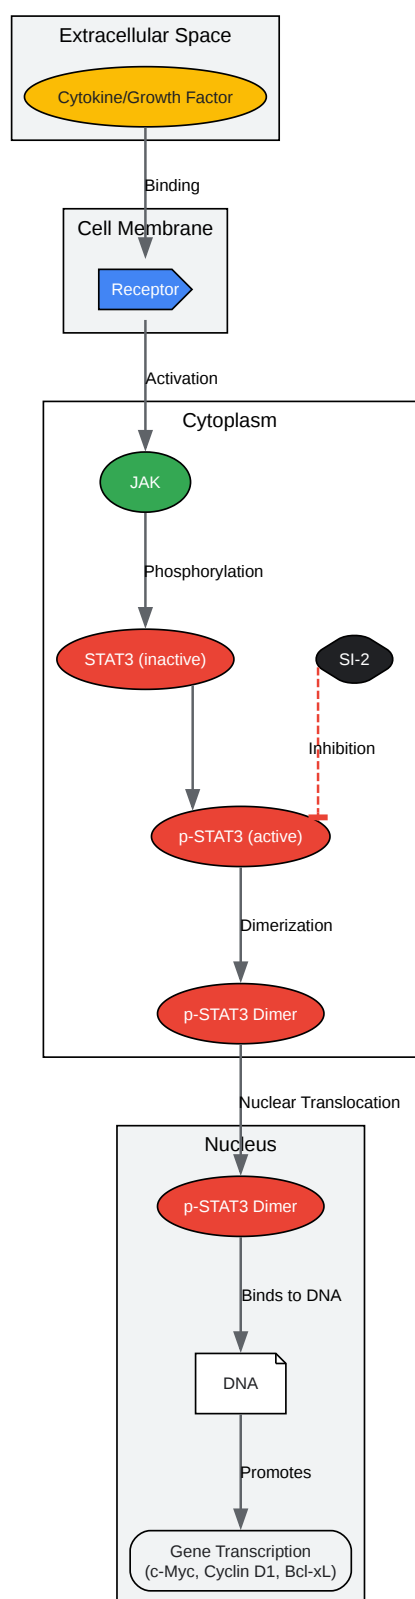 Extracellular Space
Cytokine/Growth Factor
Binding
Cell Membrane
Receptor
Activation
Cytoplasm
JAK
Phosphorylation
STAT3 (inactive)
SI-2
Inhibition
p-STAT3 (active)
Dimerization
p-STAT3 Dimer
Nuclear Translocation
Nucleus
p-STAT3 Dimer
Binds to DNA
DNA
Promotes
Gene Transcription
(c-Myc, Cyclin D1, Bcl-xL)